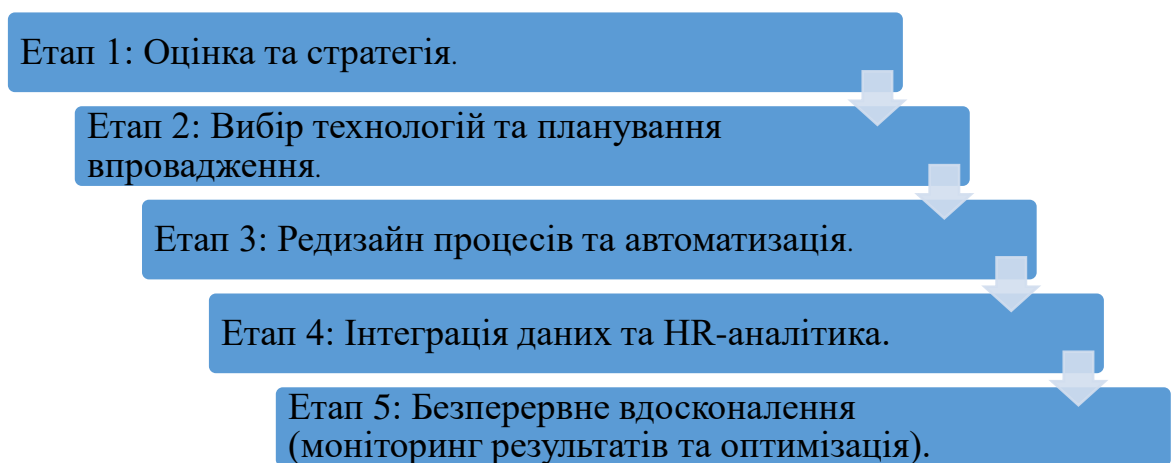 Етап 1: Оцінка та стратегія.
Етап 2: Вибір технологій та планування
впровадження.
Етап 3: Редизайн процесів та автоматизація.
Етап 4: Інтеграція даних та HR-аналітика.
Етап 5: Безперервне вдосконалення
(моніторинг результатів та оптимізація).